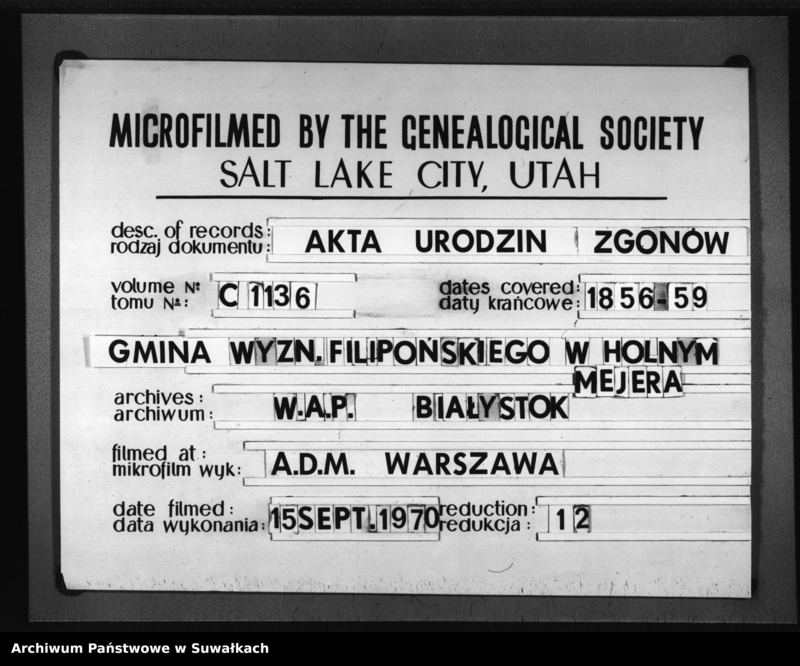 MICROFILMED BY THE GENEALOGICAL SOCIETY
SALT LAKE CITY, UTAH
desc. of records: AKTA URODZIN ZGONÓW
rodzaj dokumentu:
volume Nº C 1136 dates covered: 1856-59
tomu Nº: daty krańcowe:
GMINA WYZN. FILIPOŃSKIEGO W HOLNYM
MEJERA
archives: W.A.P. BIAŁYSTOK
archiwum:
filmed at: A.D.M. WARSZAWA
mikrofilm wyk:
date filmed: 15 SEPT. 1970 reduction: 12
data wykonania: redukcja:
Archiwum Państwowe w Suwałkach